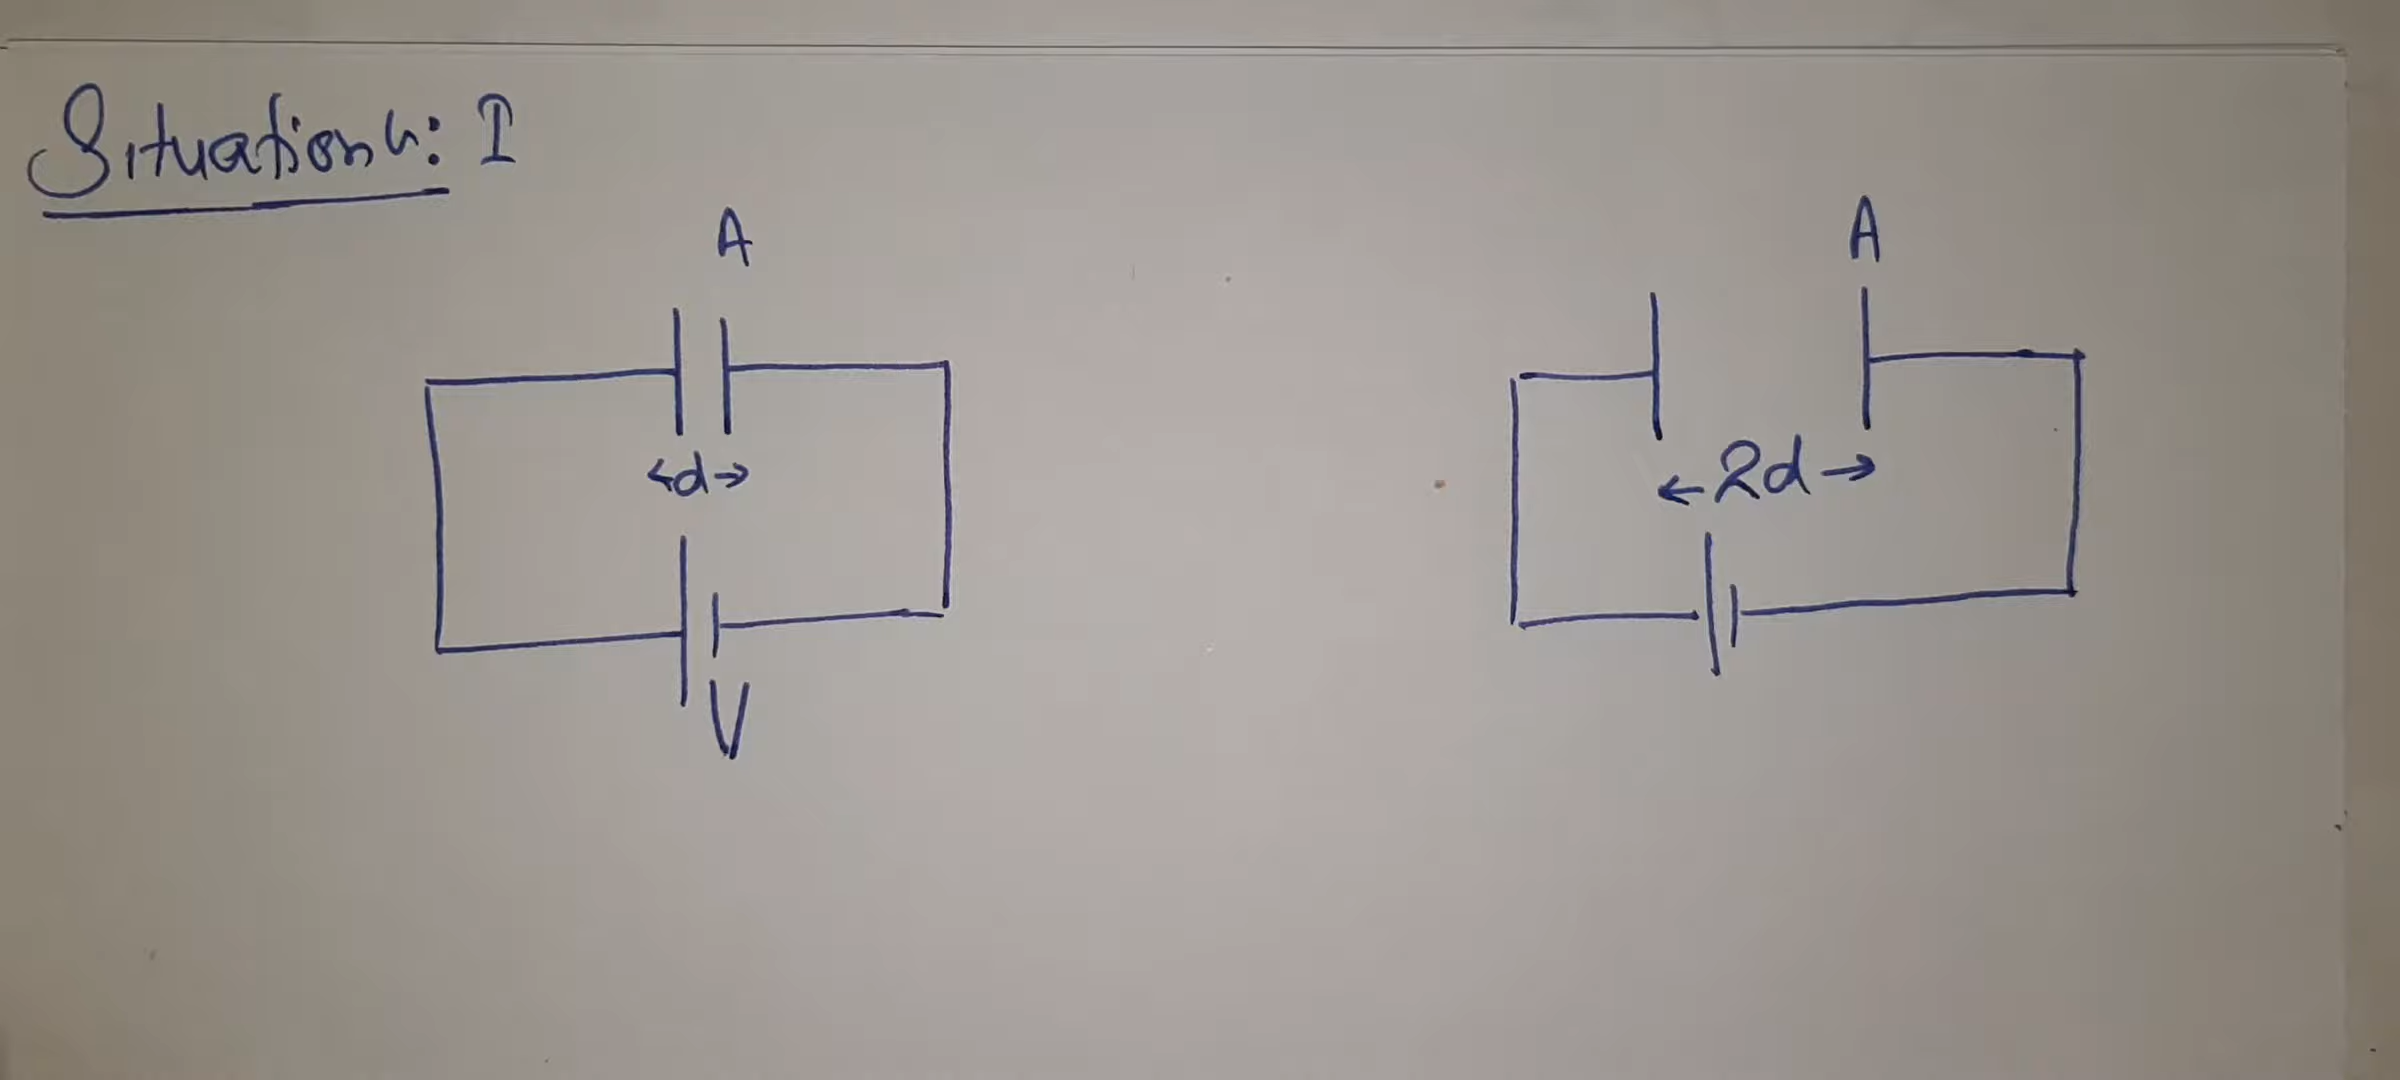 Situation: I
A
A
←d→
←2d→
V